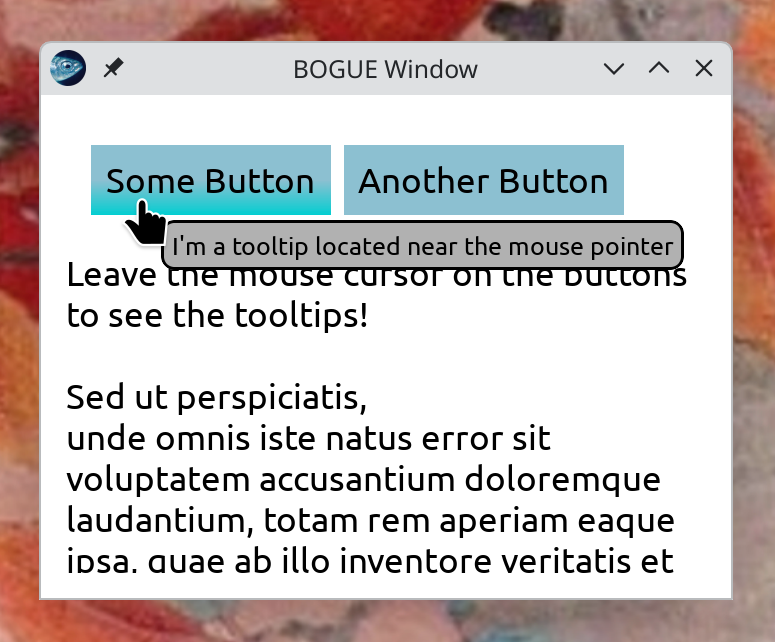 BOGUE Window
Some Button
Another Button
I'm a tooltip located near the mouse pointer
Leave the mouse cursor on the buttons
to see the tooltips!
Sed ut perspiciatis,
unde omnis iste natus error sit
voluptatem accusantium doloremque
laudantium, totam rem aperiam eaque
ipsa, quae ab illo inventore veritatis et